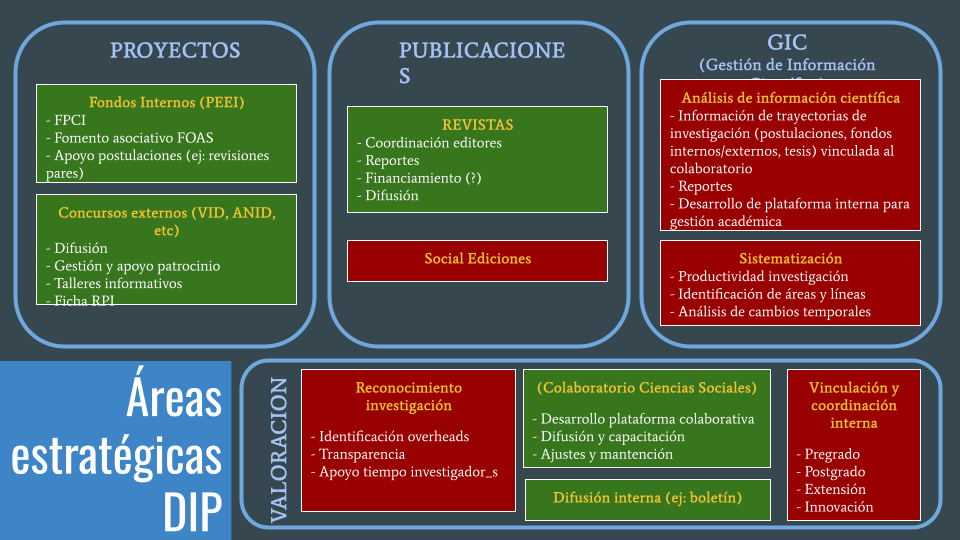 PROYECTOS
Fondos Internos (PEEI)
- FPCI
- Fomento asociativo FOAS
- Apoyo postulaciones (ej: revisiones
pares)
Concursos externos (VID, ANID,
etc)
- Difusión
- Gestión y apoyo patrocinio
- Talleres informativos
- Ficha RPI
PUBLICACIONE
S
REVISTAS
- Coordinación editores
- Reportes
- Financiamiento (?)
- Difusión
Social Ediciones
GIC
(Gestión de Información
Análisis de información científica
- Información de trayectorias de
investigación (postulaciones, fondos
internos/externos, tesis) vinculada al
colaboratorio
- Reportes
- Desarrollo de plataforma interna para
gestión académica
Sistematización
- Productividad investigación
- Identificación de áreas y líneas
- Análisis de cambios temporales
Áreas
estratégicas
DIP
VALORACION
Reconocimiento
investigación
- Identificación overheads
- Transparencia
- Apoyo tiempo investigador_s
(Colaboratorio Ciencias Sociales)
- Desarrollo plataforma colaborativa
- Difusión y capacitación
- Ajustes y mantención
Difusión interna (ej: boletín)
Vinculación y
coordinación
interna
- Pregrado
- Postgrado
- Extensión
- Innovación